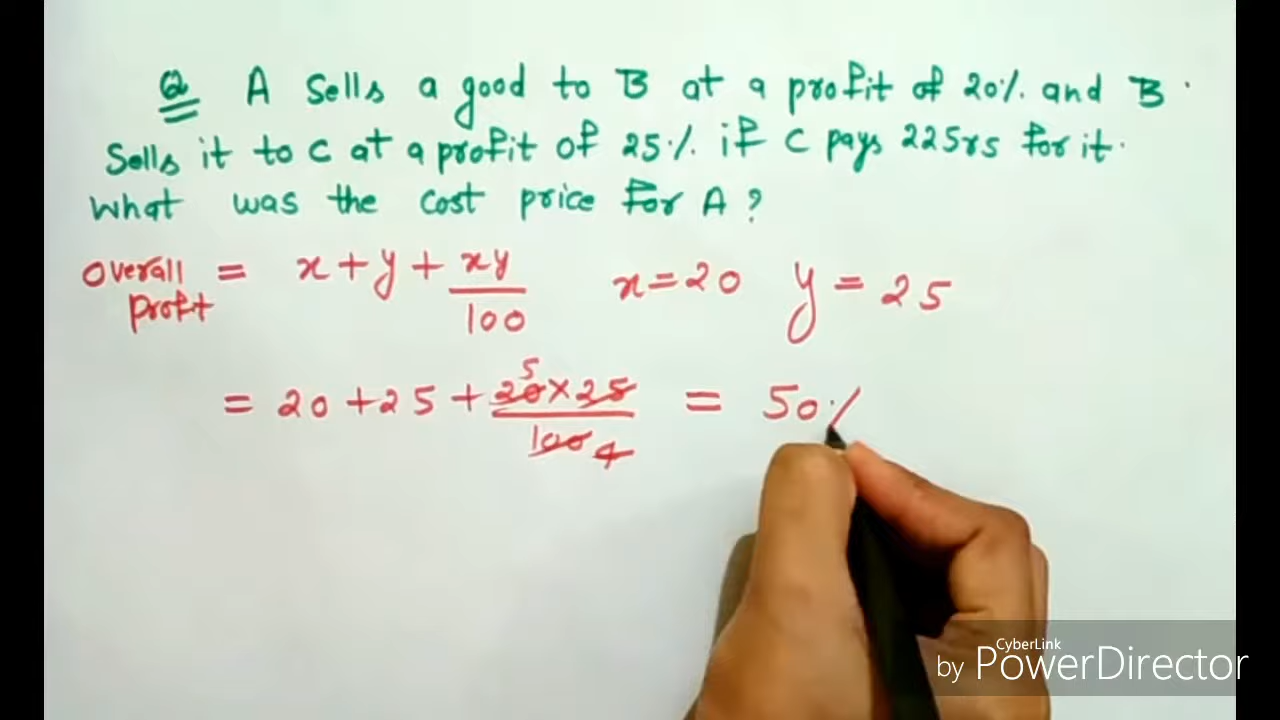 Q A sells a good to B at a profit of 20% and B
sells it to C at a profit of 25% if C pays 225rs for it.
What was the cost price for A?
overall profit = x + y + xy/100 x = 20 y = 25
= 20 + 25 + 20×25/100 5 4 = 50%
CyberLink
by PowerDirector